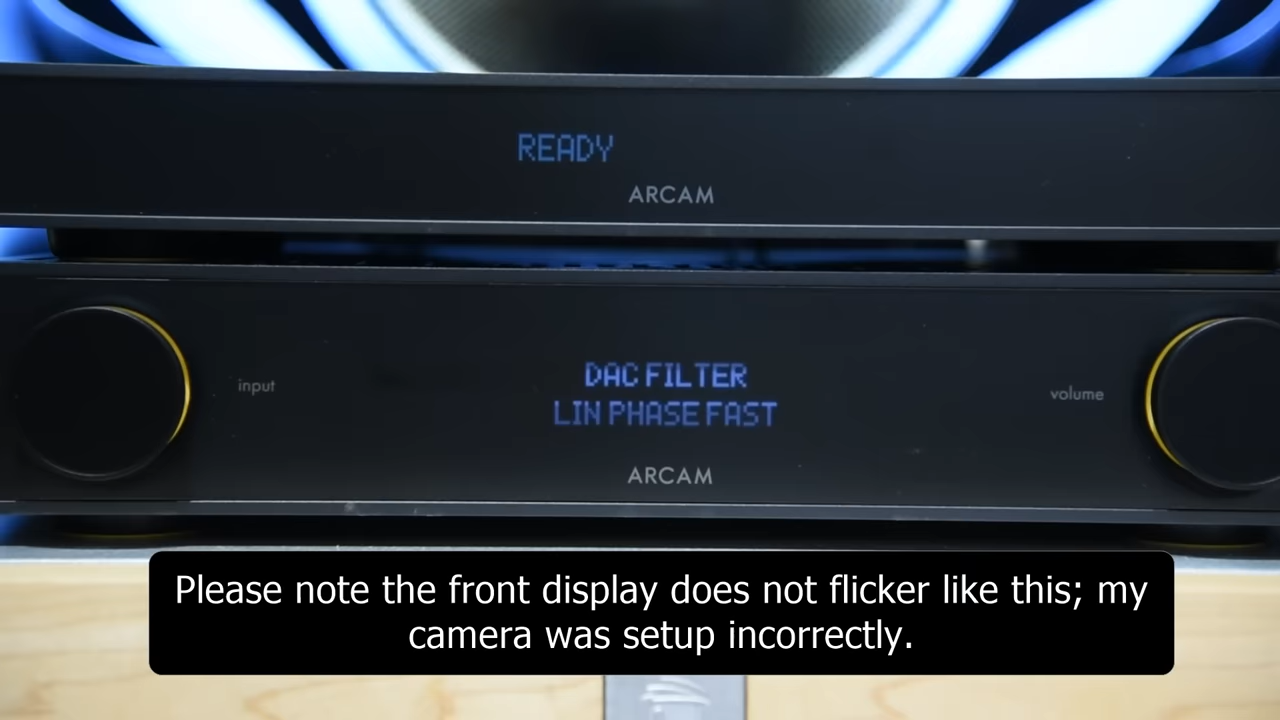 READY
ARCAM
input
DAC FILTER
LIN PHASE FAST
volume
ARCAM
Please note the front display does not flicker like this; my
camera was setup incorrectly.